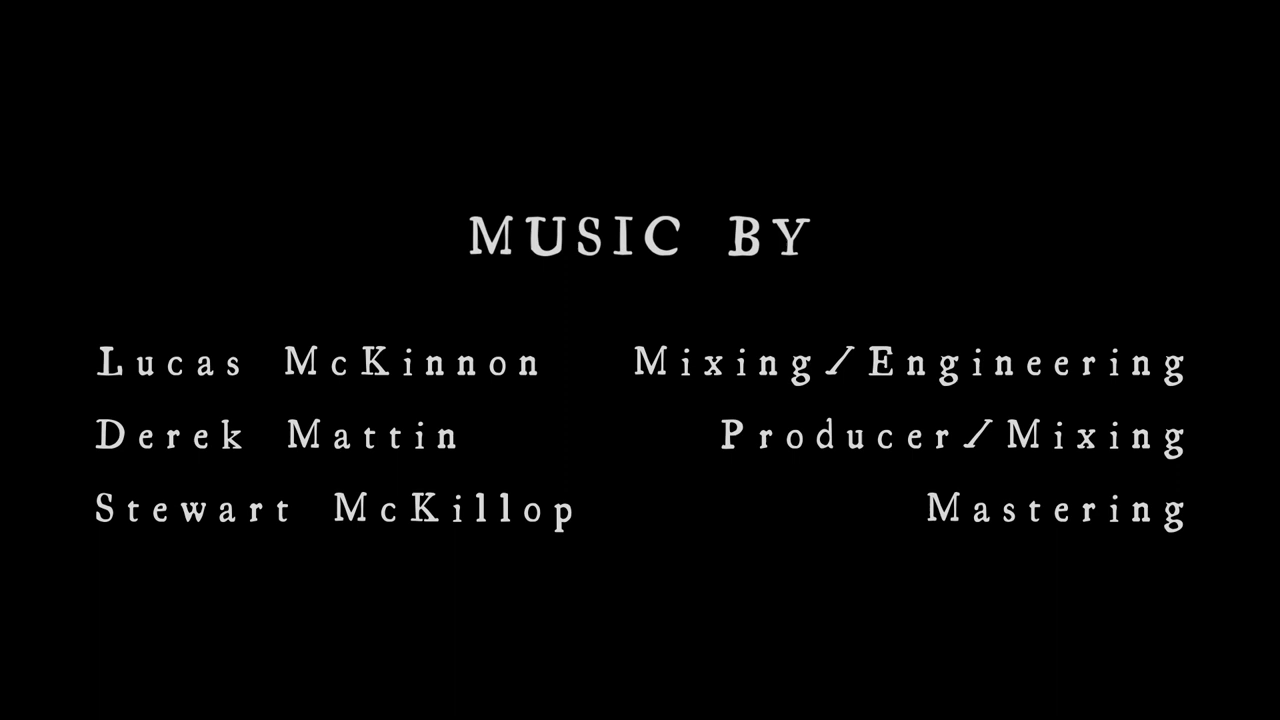 MUSIC BY
Lucas McKinnon Mixing/Engineering
Derek Mattin Producer/Mixing
Stewart McKillop Mastering